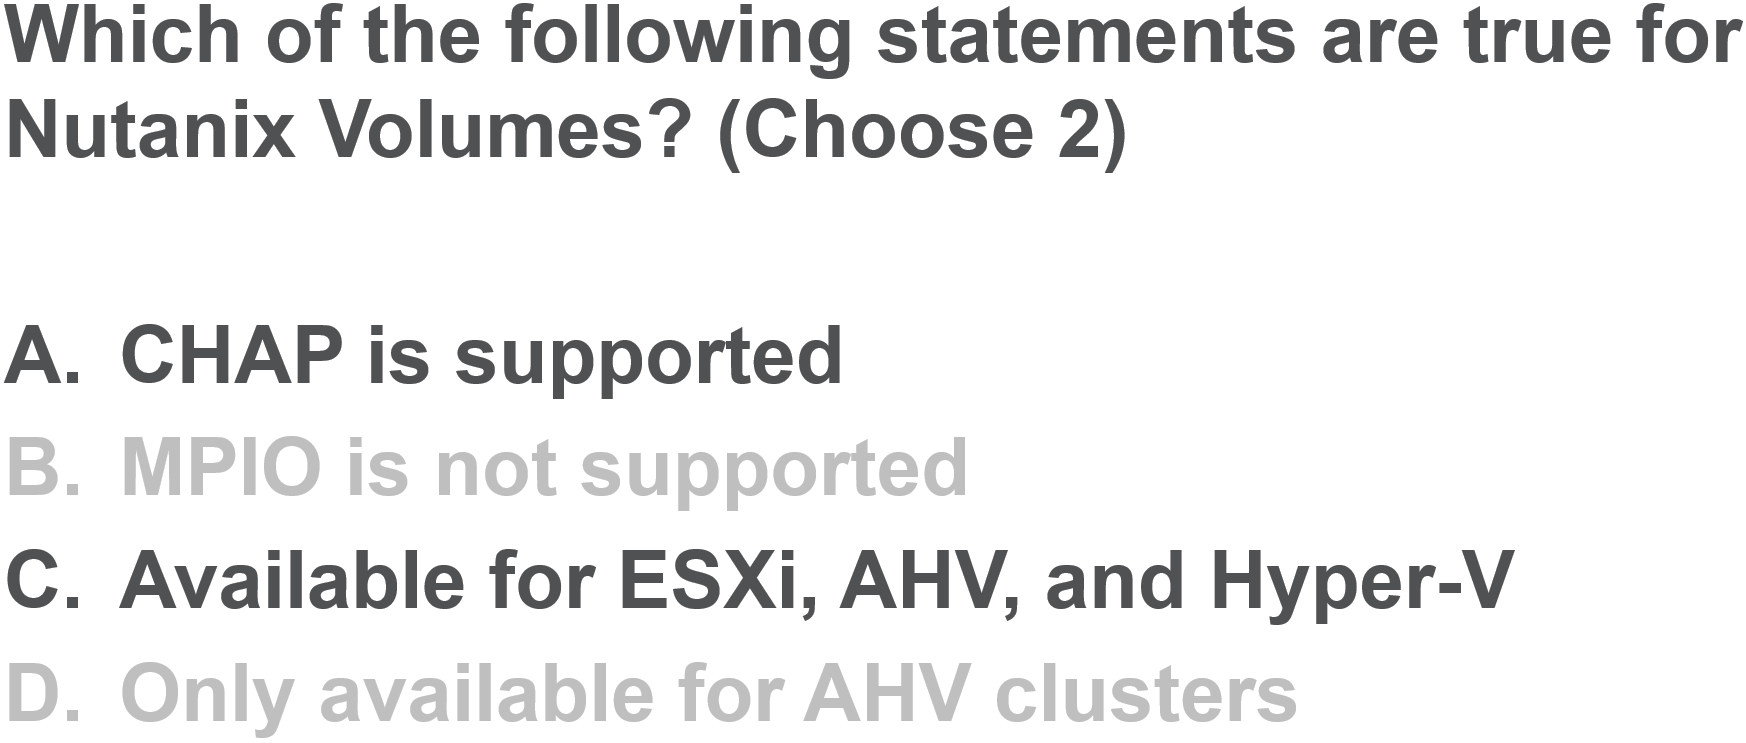 Which of the following statements are true for
Nutanix Volumes? (Choose 2)
A. CHAP is supported
B. MPIO is not supported
C. Available for ESXi, AHV, and Hyper-V
D. Only available for AHV clusters